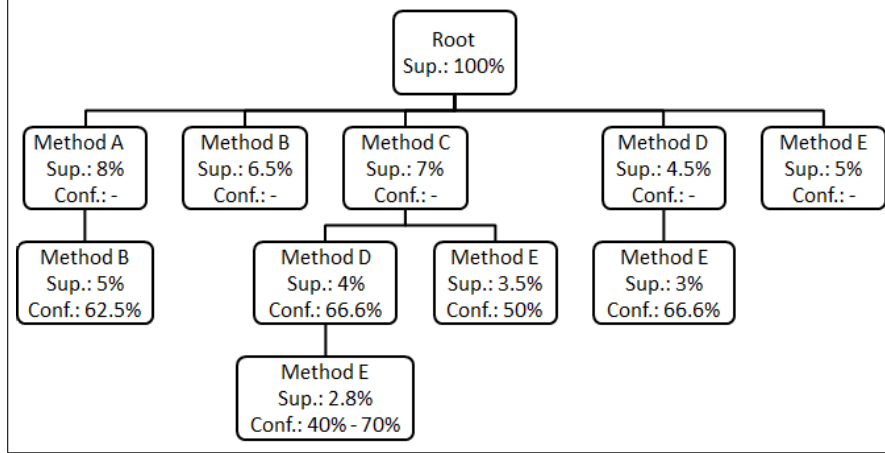 Root
Sup.: 100%
Method A
Sup.: 8%
Conf.: -
Method B
Sup.: 6.5%
Conf.: -
Method C
Sup.: 7%
Conf.: -
Method D
Sup.: 4.5%
Conf.: -
Method E
Sup.: 5%
Conf.: -
Method B
Sup.: 5%
Conf.: 62.5%
Method D
Sup.: 4%
Conf.: 66.6%
Method E
Sup.: 3.5%
Conf.: 50%
Method E
Sup.: 3%
Conf.: 66.6%
Method E
Sup.: 2.8%
Conf.: 40% - 70%